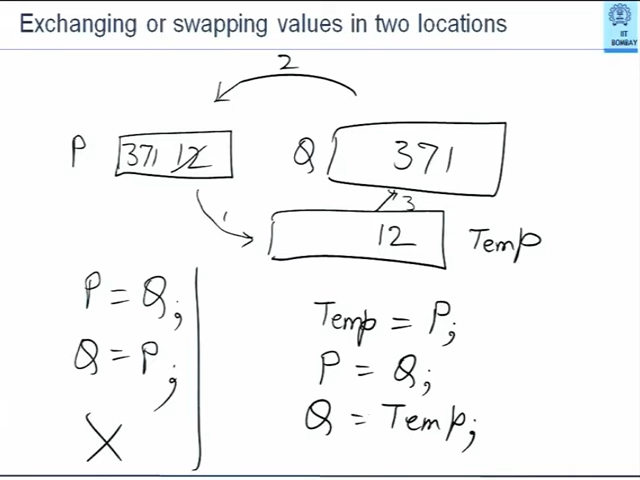 Exchanging or swapping values in two locations
IIT
BOMBAY
2
P 371 12 Q 371
1 3
12 Temp
P = Q;
Q = P;
X
Temp = P;
P = Q;
Q = Temp;